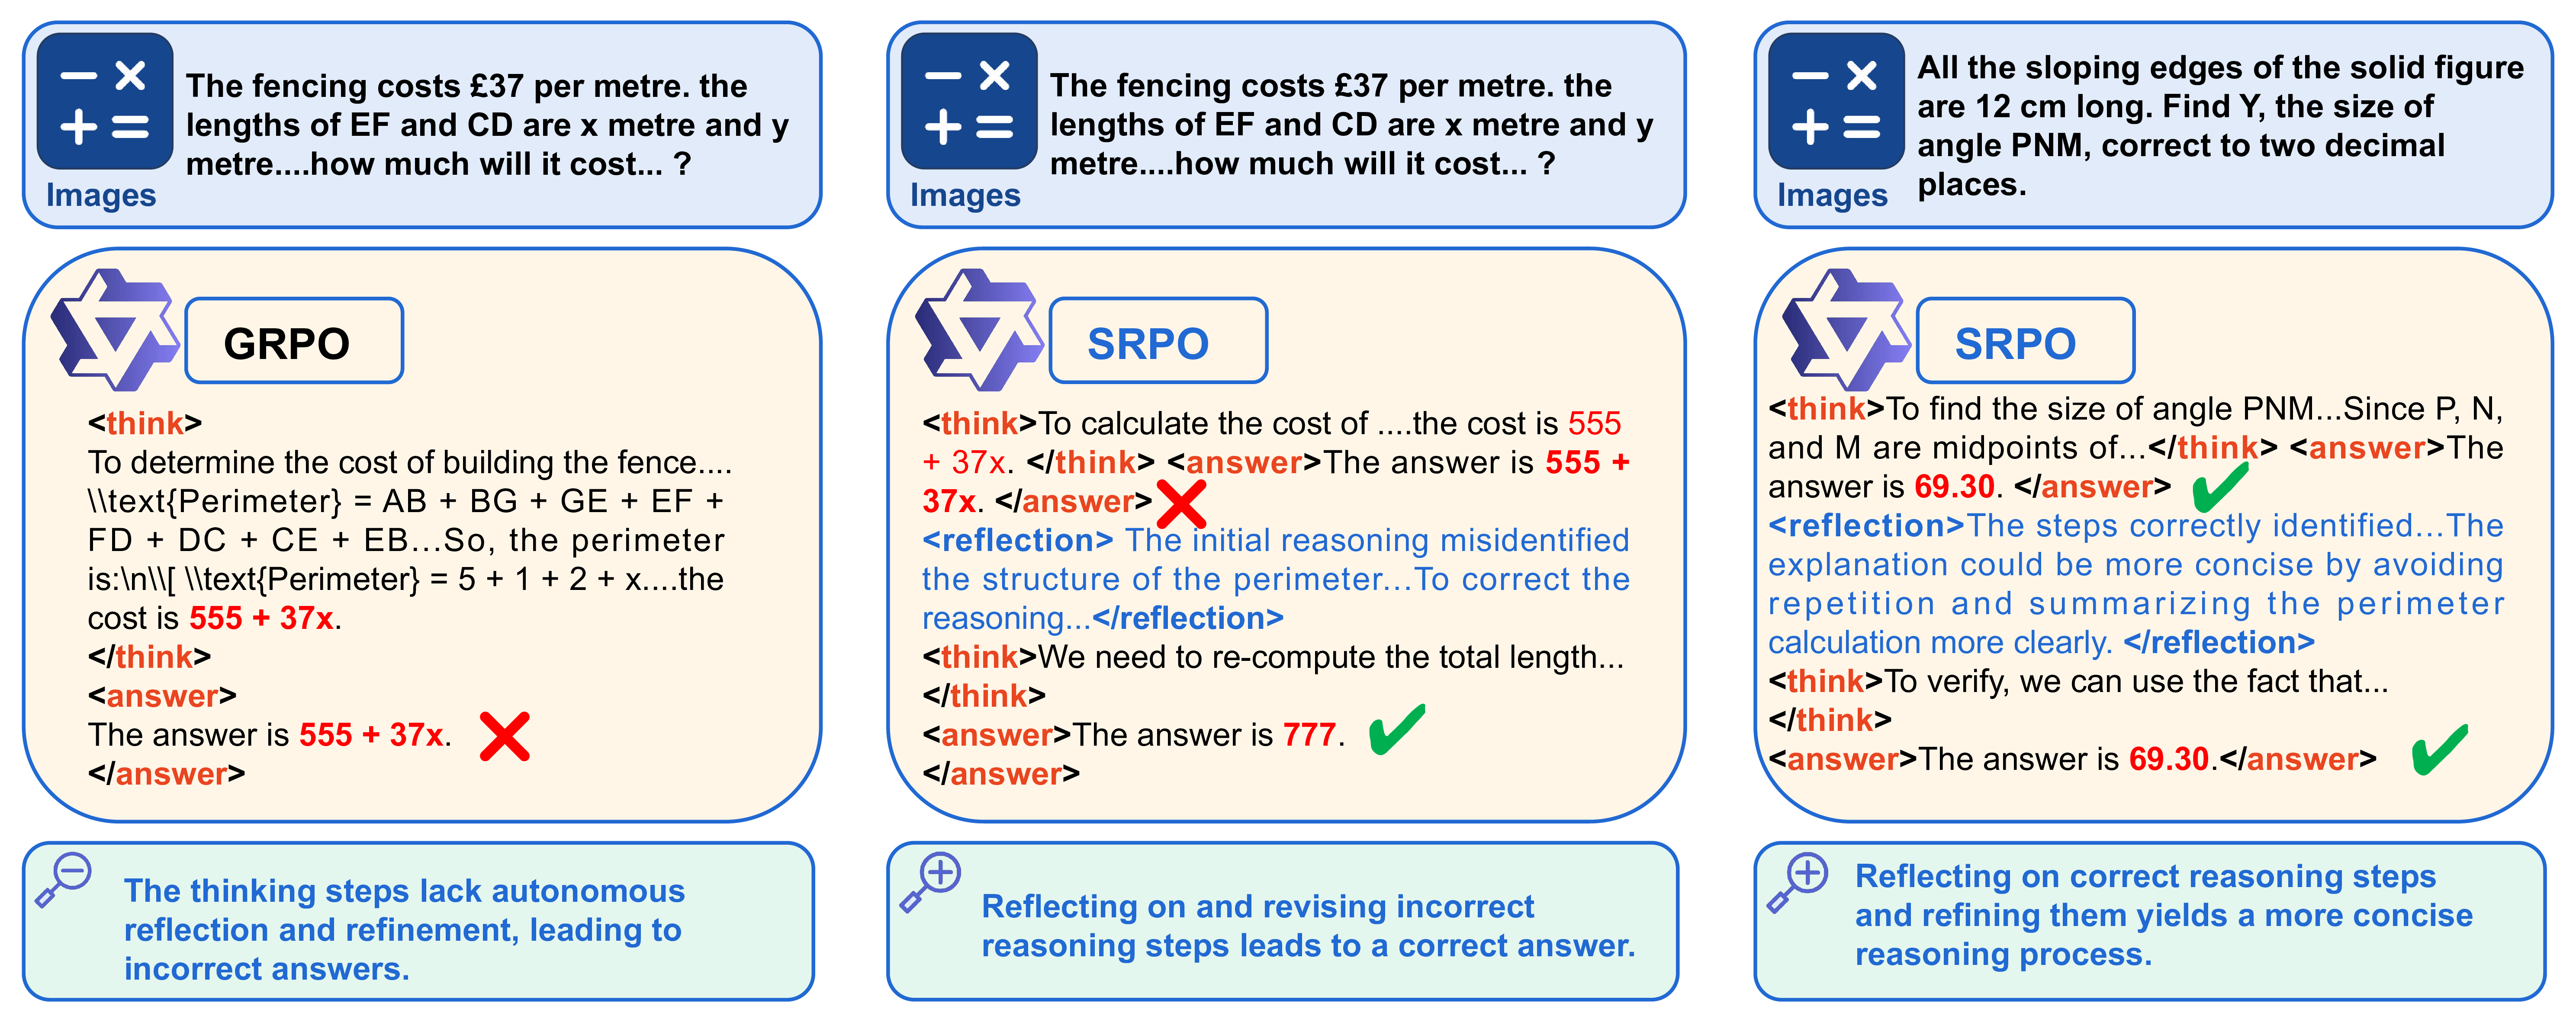 The fencing costs £37 per metre. the
lengths of EF and CD are x metre and y
metre....how much will it cost... ?
Images
GRPO
<think>
To determine the cost of building the fence....
\\text{Perimeter} = AB + BG + GE + EF +
FD + DC + CE + EB...So, the perimeter
is:\n\\[ \\text{Perimeter} = 5 + 1 + 2 + x....the
cost is 555 + 37x.
</think>
<answer>
The answer is 555 + 37x.
</answer>
The thinking steps lack autonomous
reflection and refinement, leading to
incorrect answers.
The fencing costs £37 per metre. the
lengths of EF and CD are x metre and y
metre....how much will it cost... ?
Images
SRPO
<think>To calculate the cost of ....the cost is 555
+ 37x. </think> <answer>The answer is 555 +
37x. </answer>
<reflection> The initial reasoning misidentified
the structure of the perimeter...To correct the
reasoning...</reflection>
<think>We need to re-compute the total length...
</think>
<answer>The answer is 777.
</answer>
Reflecting on and revising incorrect
reasoning steps leads to a correct answer.
All the sloping edges of the solid figure
are 12 cm long. Find Y, the size of
angle PNM, correct to two decimal
places.
Images
SRPO
<think>To find the size of angle PNM...Since P, N,
and M are midpoints of...</think> <answer>The
answer is 69.30. </answer>
<reflection>The steps correctly identified...The
explanation could be more concise by avoiding
repetition and summarizing the perimeter
calculation more clearly. </reflection>
<think>To verify, we can use the fact that...
</think>
<answer>The answer is 69.30.</answer>
Reflecting on correct reasoning steps
and refining them yields a more concise
reasoning process.